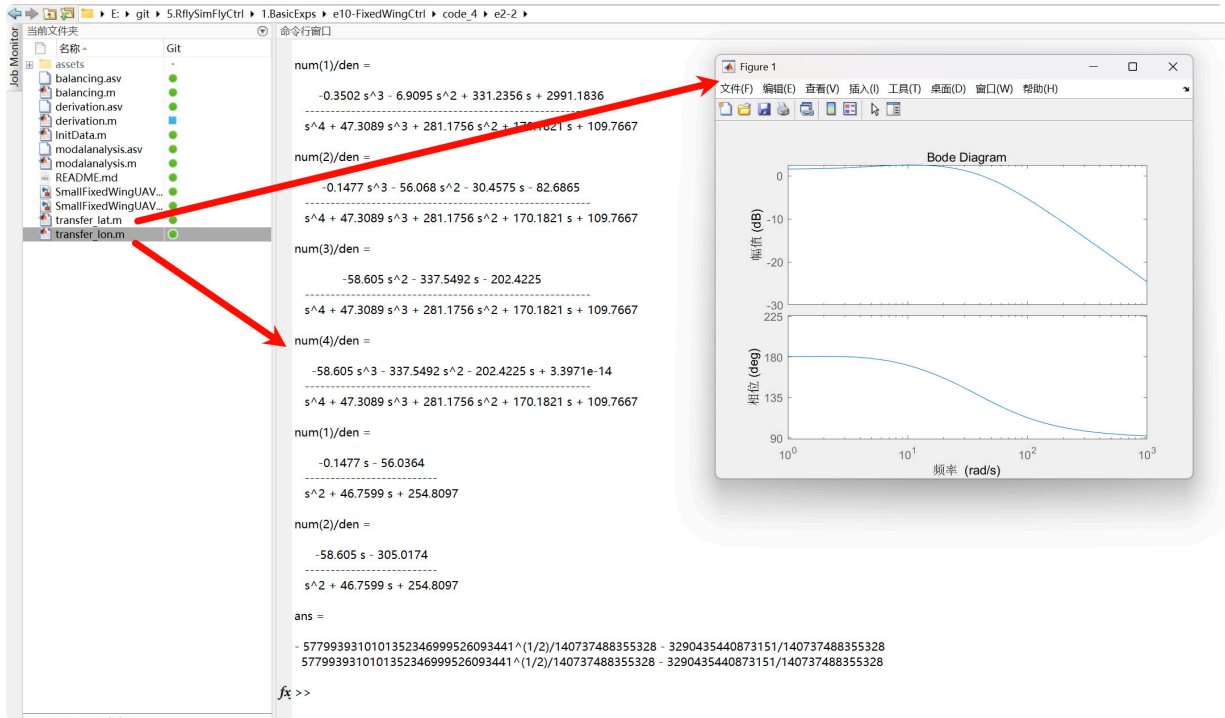 E: ▸ git ▸ 5.RflySimFlyCtrl ▸ 1.BasicExps ▸ e10-FixedWingCtrl ▸ code_4 ▸ e2-2 ▸
Job Monitor
当前文件夹
名称
Git
assets
balancing.asv
balancing.m
derivation.asv
derivation.m
InitData.m
modalanalysis.asv
modalanalysis.m
README.md
SmallFixedWingUAV...
SmallFixedWingUAV...
transfer_lat.m
transfer_lon.m
命令行窗口
num(1)/den =
-0.3502 s^3 - 6.9095 s^2 + 331.2356 s + 2991.1836
------------------------------------------------------
s^4 + 47.3089 s^3 + 281.1756 s^2 + 170.1821 s + 109.7667
num(2)/den =
-0.1477 s^3 - 56.068 s^2 - 30.4575 s - 82.6865
------------------------------------------------------
s^4 + 47.3089 s^3 + 281.1756 s^2 + 170.1821 s + 109.7667
num(3)/den =
-58.605 s^2 - 337.5492 s - 202.4225
------------------------------------------------------
s^4 + 47.3089 s^3 + 281.1756 s^2 + 170.1821 s + 109.7667
num(4)/den =
-58.605 s^3 - 337.5492 s^2 - 202.4225 s + 3.3971e-14
------------------------------------------------------
s^4 + 47.3089 s^3 + 281.1756 s^2 + 170.1821 s + 109.7667
num(1)/den =
-0.1477 s - 56.0364
-------------------------
s^2 + 46.7599 s + 254.8097
num(2)/den =
-58.605 s - 305.0174
-------------------------
s^2 + 46.7599 s + 254.8097
ans =
- 5779939310101352346999526093441^(1/2)/140737488355328 - 3290435440873151/140737488355328
5779939310101352346999526093441^(1/2)/140737488355328 - 3290435440873151/140737488355328
fx >>
Figure 1
文件(F) 编辑(E) 查看(V) 插入(I) 工具(T) 桌面(D) 窗口(W) 帮助(H)
Bode Diagram
幅值 (dB)
0
-10
-20
-30
相位 (deg)
225
180
135
90
10^0 10^1 10^2 10^3
频率 (rad/s)